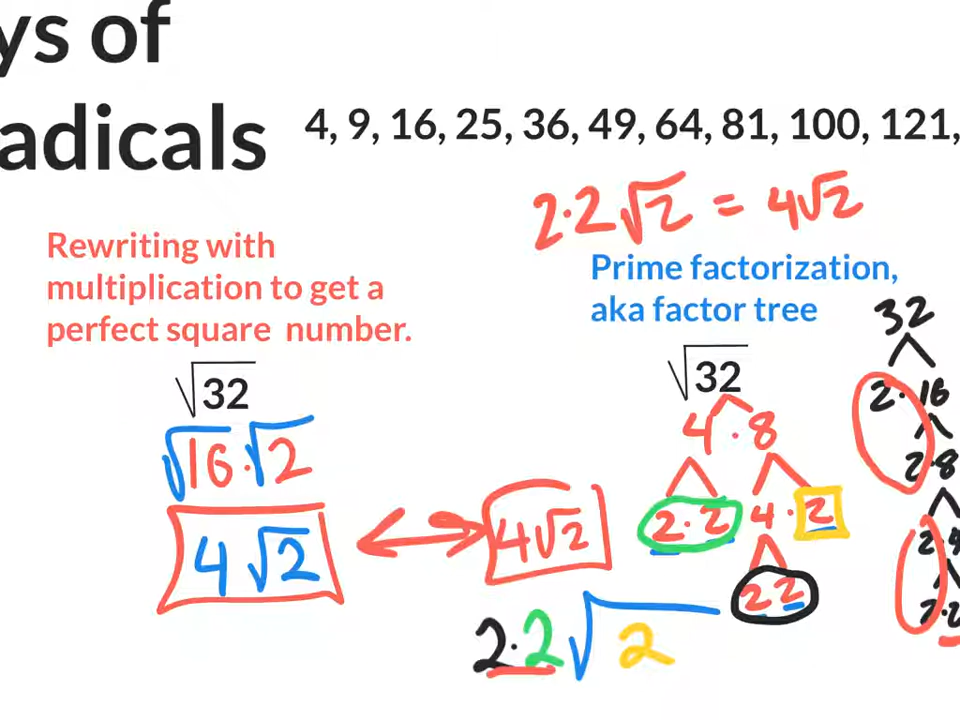 ys of
adicals
4, 9, 16, 25, 36, 49, 64, 81, 100, 121,
2·2√2 = 4√2
Rewriting with
multiplication to get a
perfect square number.
√32
√16·√2
4√2
4√2
Prime factorization,
aka factor tree
√32
4·8
2·2 4·2
2 2
2·2√2
32
2·16
2·8
2·4
2·2